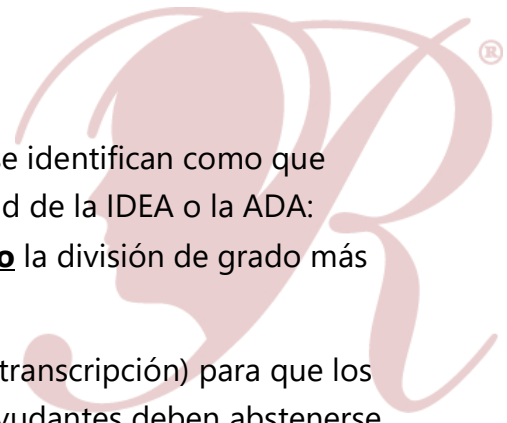 ®
se identifican como que
d de la IDEA o la ADA:
o la división de grado más
transcripción) para que los
yudantes deben abstenerse